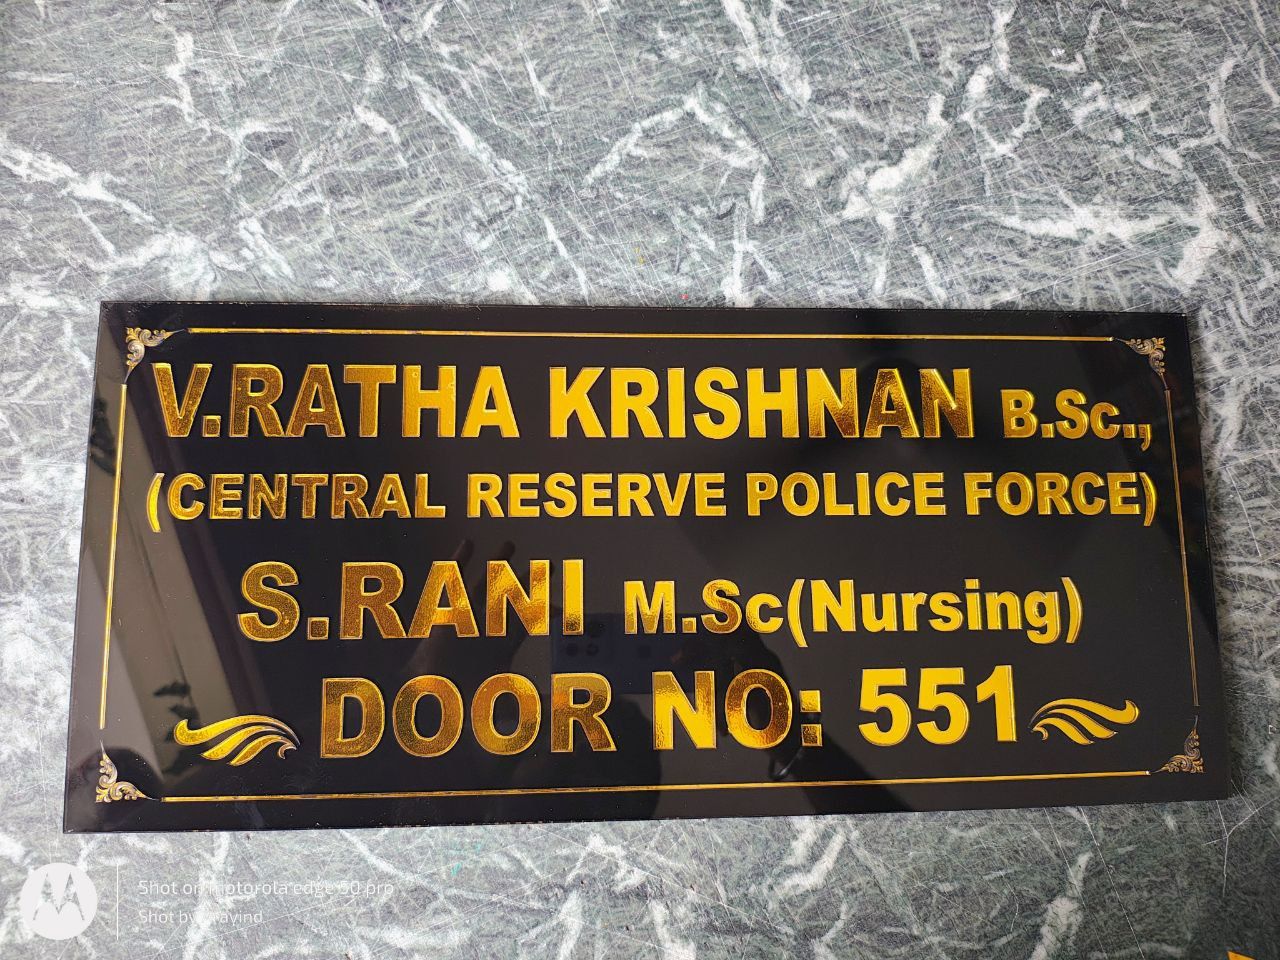 V.RATHA KRISHNAN B.Sc.,
(CENTRAL RESERVE POLICE FORCE)
S.RANI M.Sc(Nursing)
DOOR NO: 551
Shot on motorola edge 50 pro
Shot by